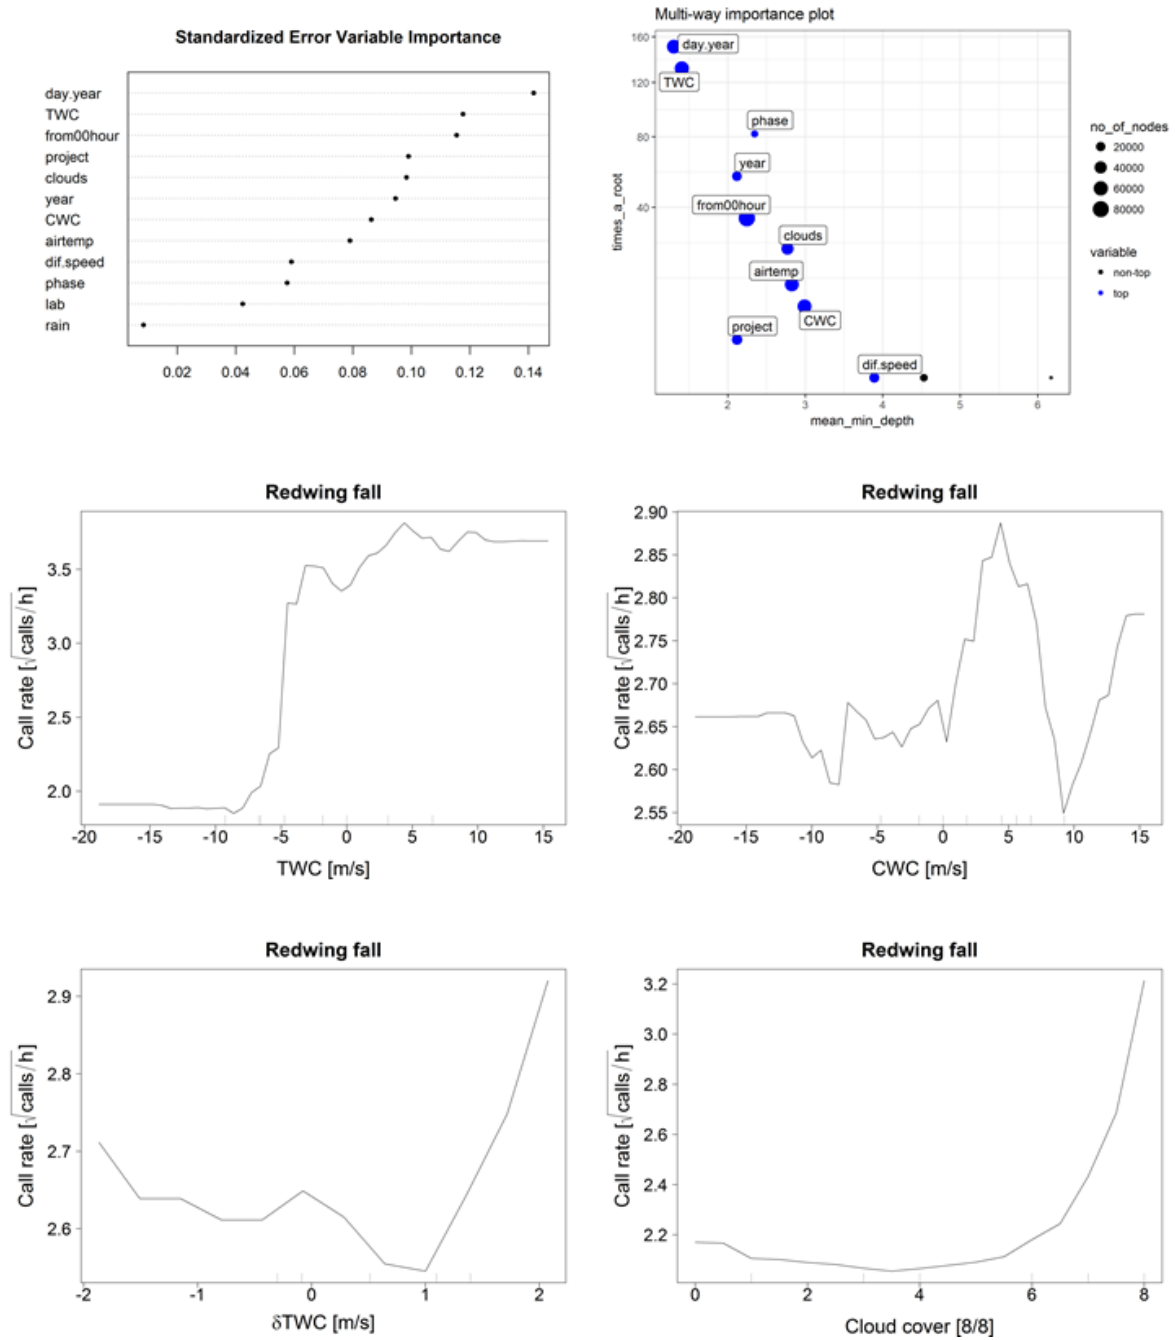 Standardized Error Variable Importance
day.year
TWC
from00hour
project
clouds
year
CWC
airtemp
dif.speed
phase
lab
rain
0.02 0.04 0.06 0.08 0.10 0.12 0.14
Multi-way importance plot
160
120
80
40
times_a_root
day.year
TWC
phase
year
from00hour
clouds
airtemp
CWC
project
dif.speed
2 3 4 5 6
mean_min_depth
no_of_nodes
20000
40000
60000
80000
variable
non-top
top
Redwing fall
Call rate [√calls/h]
3.5
3.0
2.5
2.0
-20 -15 -10 -5 0 5 10 15
TWC [m/s]
Redwing fall
Call rate [√calls/h]
2.90
2.85
2.80
2.75
2.70
2.65
2.60
2.55
-20 -15 -10 -5 0 5 10 15
CWC [m/s]
Redwing fall
Call rate [√calls/h]
2.9
2.8
2.7
2.6
-2 -1 0 1 2
δTWC [m/s]
Redwing fall
Call rate [√calls/h]
3.2
3.0
2.8
2.6
2.4
2.2
0 2 4 6 8
Cloud cover [8/8]